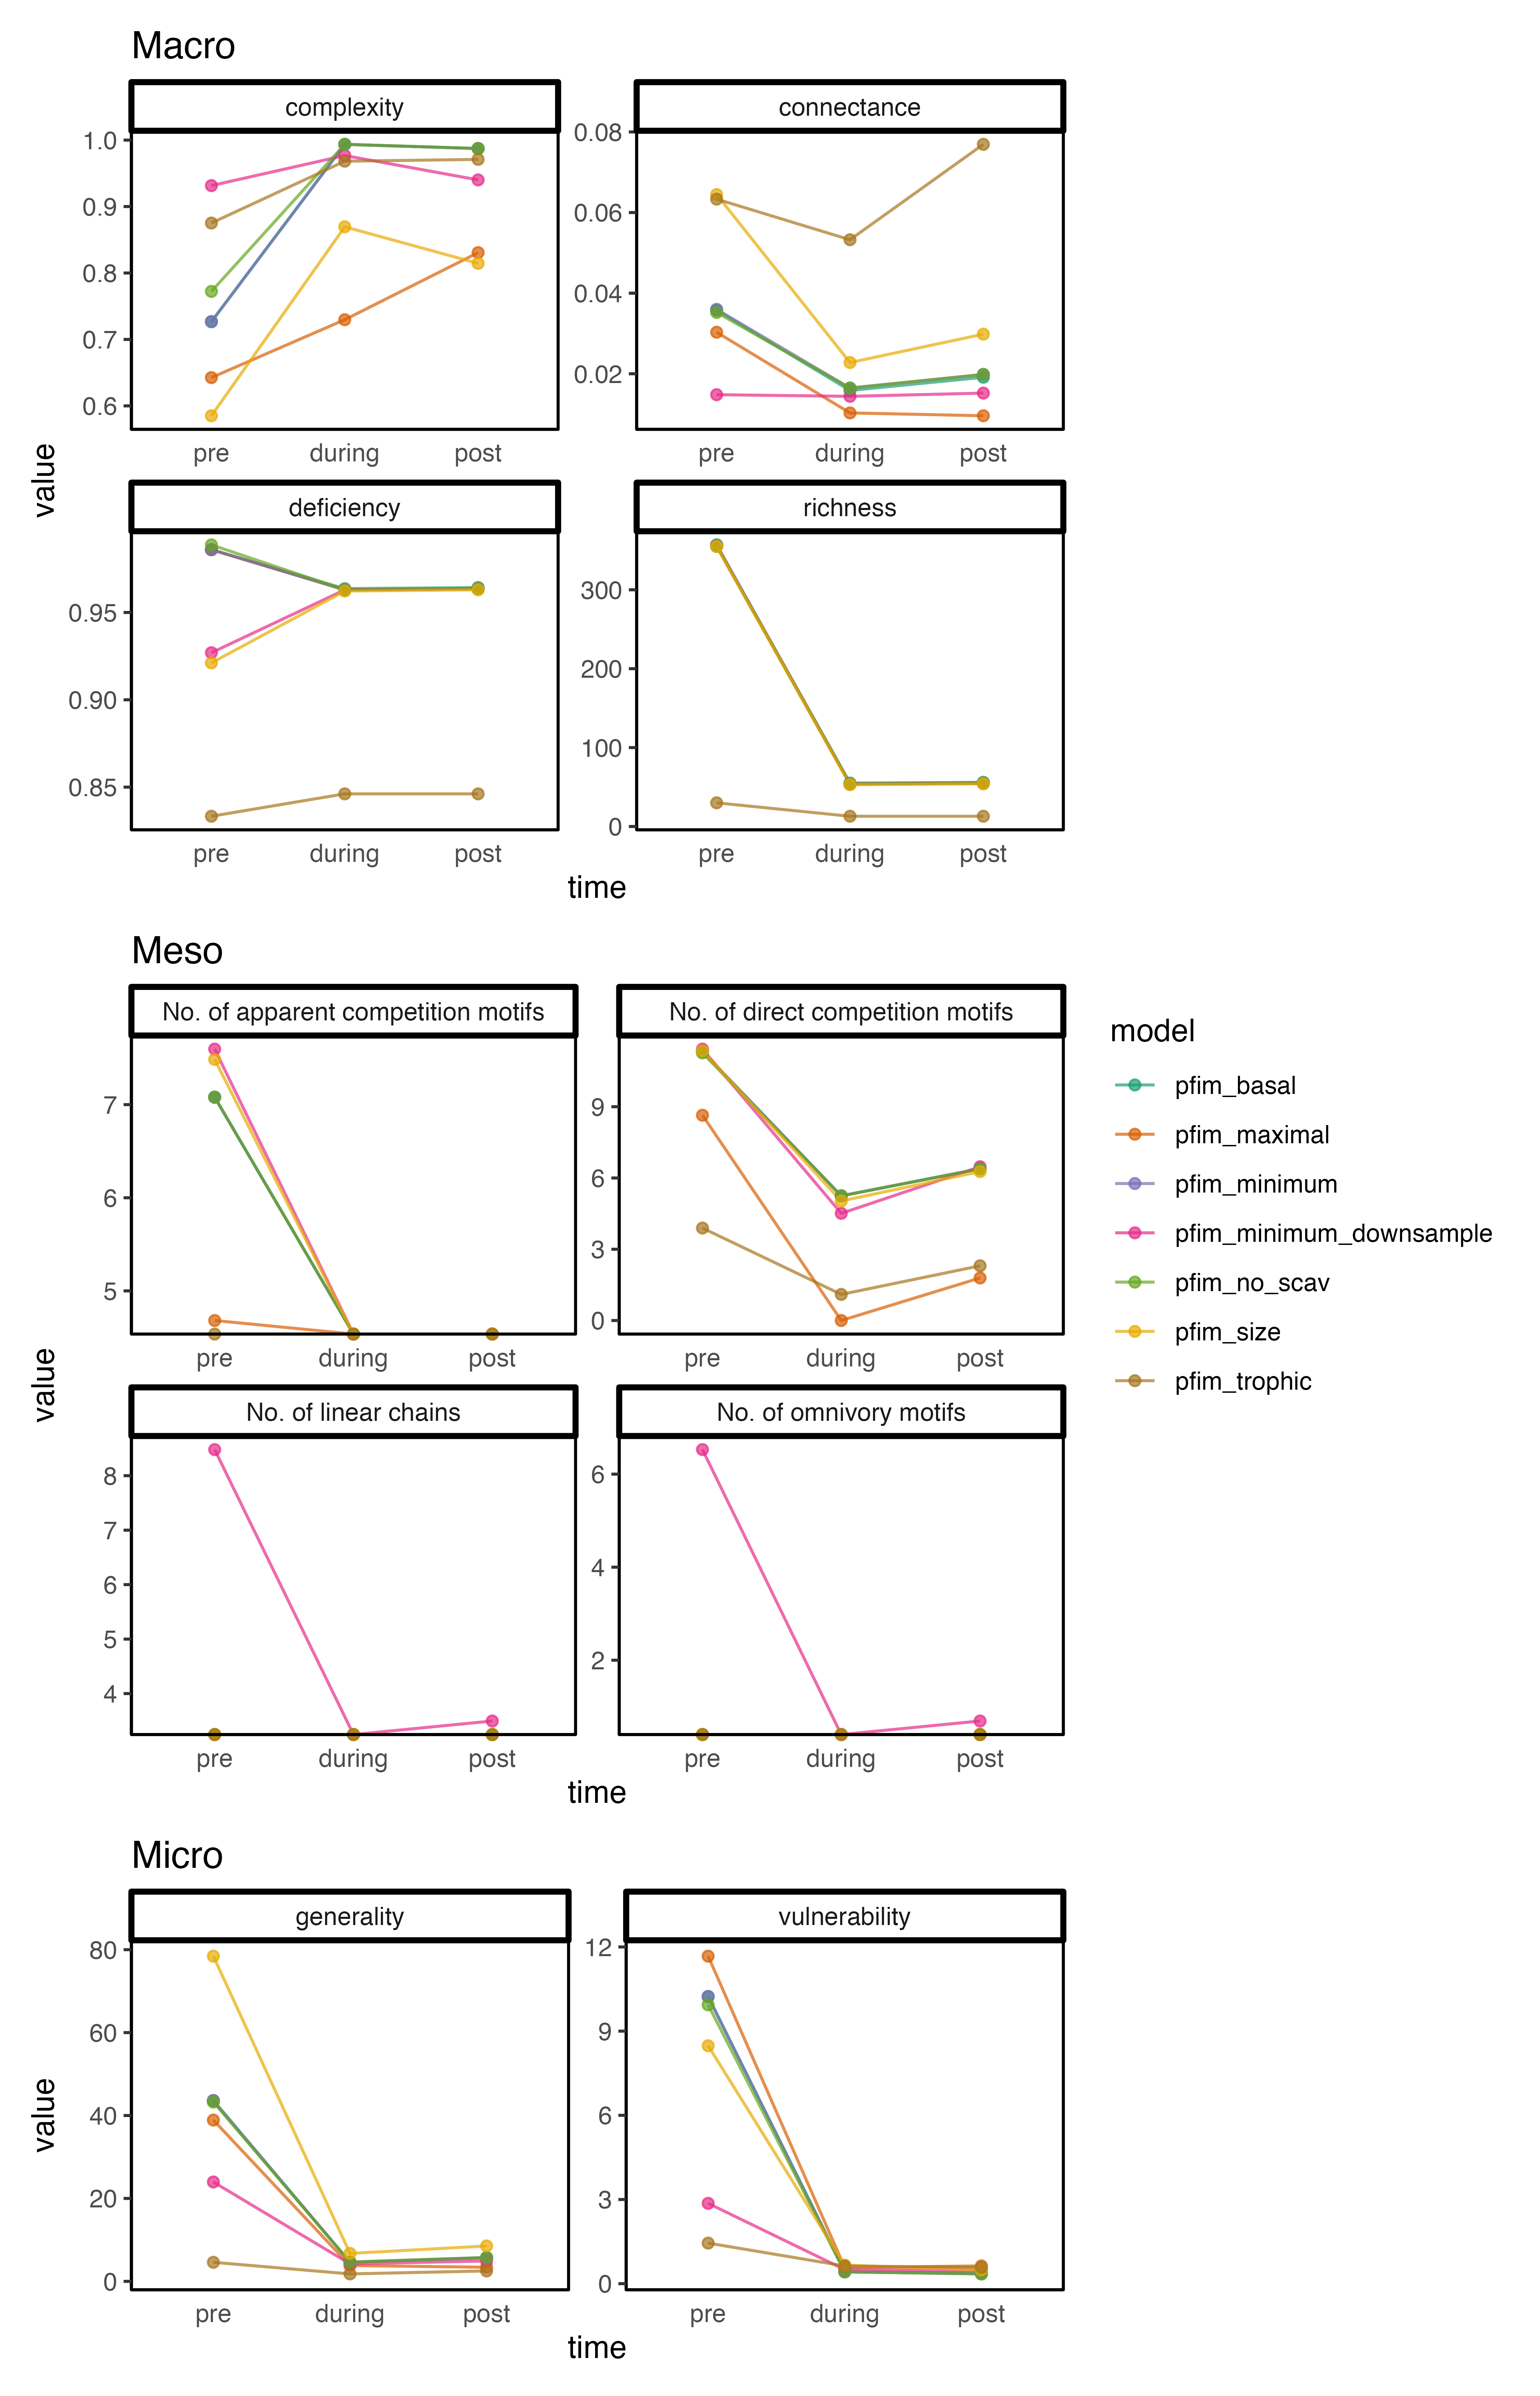 Macro
complexity
connectance
1.0
0.9
0.8
0.7
0.6
0.08
0.06
0.04
0.02
pre during post
pre during post
deficiency
richness
0.95
0.90
0.85
300
200
100
0
pre during post
pre during post
value
time
Meso
No. of apparent competition motifs
No. of direct competition motifs
7
6
5
9
6
3
0
pre during post
pre during post
No. of linear chains
No. of omnivory motifs
8
7
6
5
4
6
4
2
pre during post
pre during post
value
time
model
pfim_basal
pfim_maximal
pfim_minimum
pfim_minimum_downsample
pfim_no_scav
pfim_size
pfim_trophic
Micro
generality
vulnerability
80
60
40
20
0
12
9
6
3
0
pre during post
pre during post
value
time